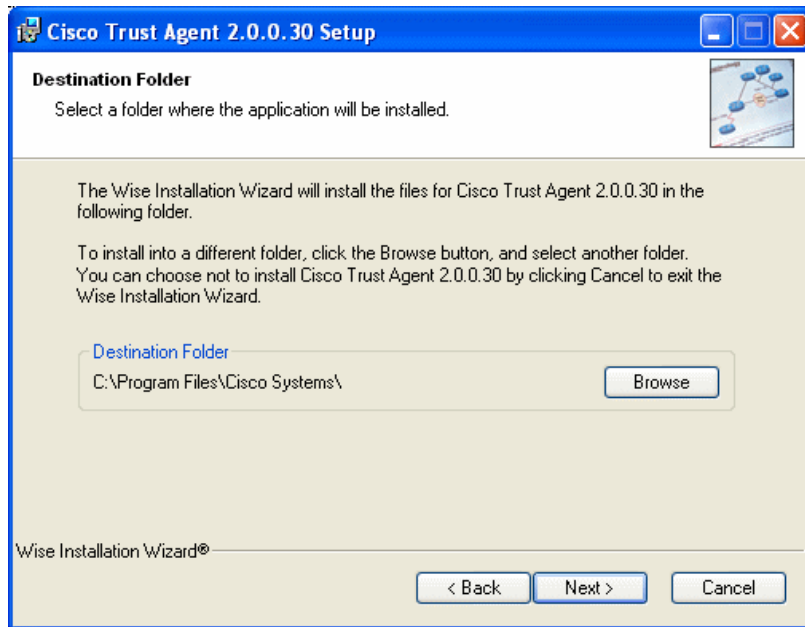 Cisco Trust Agent 2.0.0.30 Setup
Destination Folder
Select a folder where the application will be installed.
The Wise Installation Wizard will install the files for Cisco Trust Agent 2.0.0.30 in the
following folder.
To install into a different folder, click the Browse button, and select another folder.
You can choose not to install Cisco Trust Agent 2.0.0.30 by clicking Cancel to exit the
Wise Installation Wizard.
Destination Folder
C:\Program Files\Cisco Systems\
Browse
Wise Installation Wizard®
< Back
Next >
Cancel